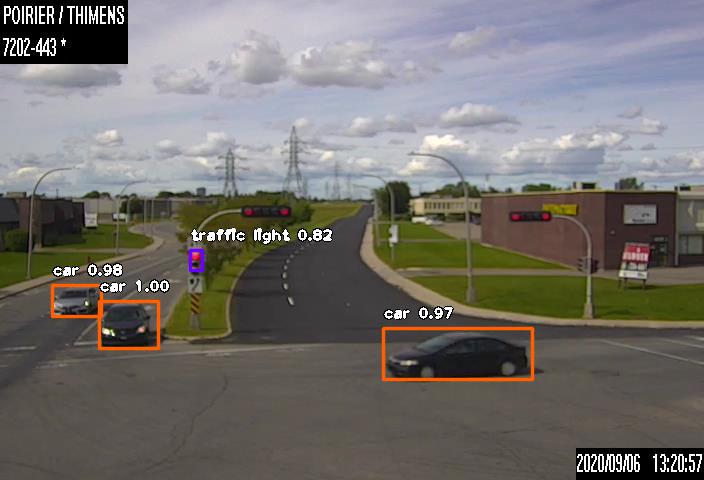 POIRIER / THIMENS
7202-443 *
traffic light 0.82
car 0.98
car 1.00
car 0.97
2020/09/06 13:20:57